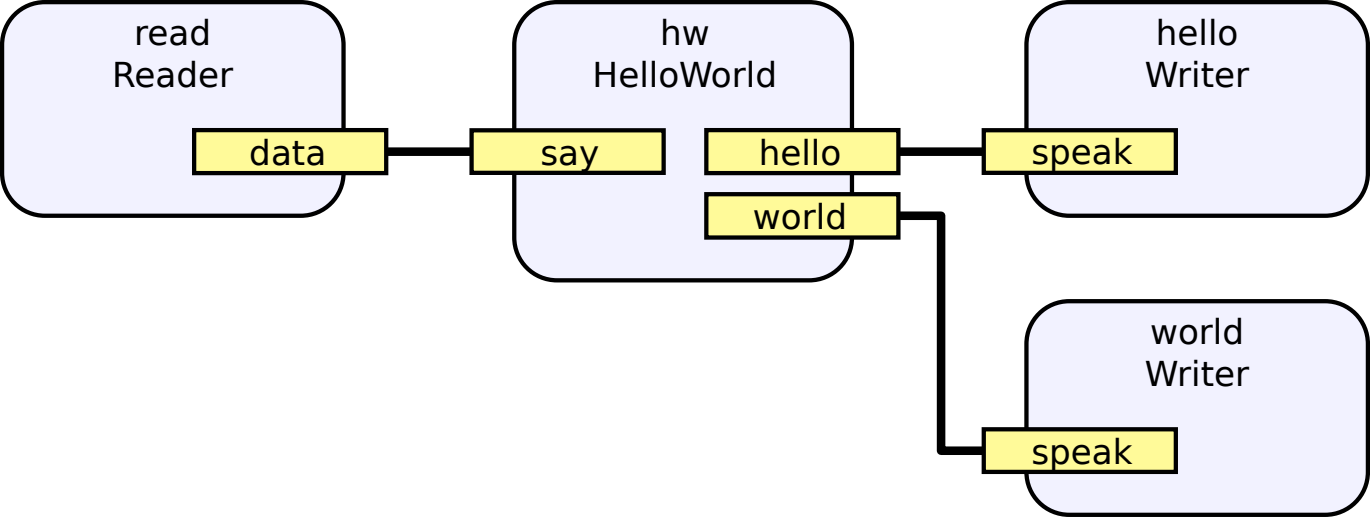 read
Reader
data
hw
HelloWorld
say
hello
world
hello
Writer
speak
world
Writer
speak